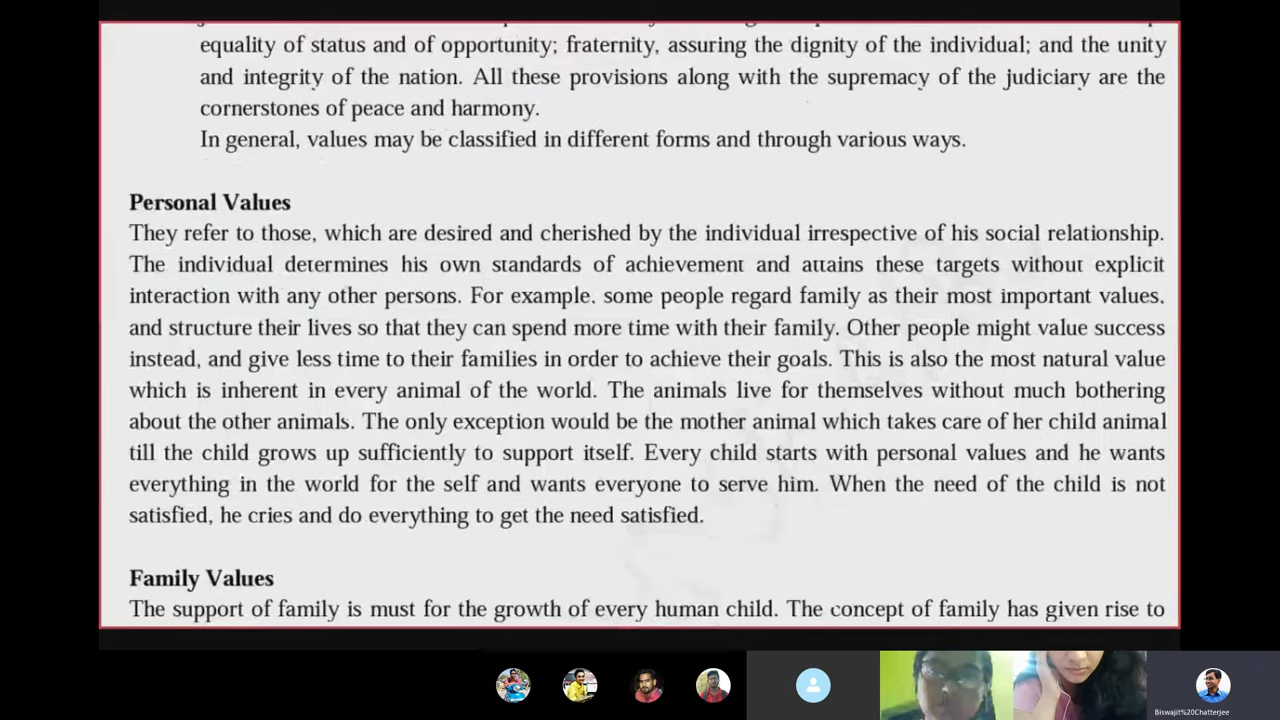 equality of status and of opportunity; fraternity, assuring the dignity of the individual; and the unity
and integrity of the nation. All these provisions along with the supremacy of the judiciary are the
cornerstones of peace and harmony.
In general, values may be classified in different forms and through various ways.
Personal Values
They refer to those, which are desired and cherished by the individual irrespective of his social relationship.
The individual determines his own standards of achievement and attains these targets without explicit
interaction with any other persons. For example. some people regard family as their most important values,
and structure their lives so that they can spend more time with their family. Other people might value success
instead, and give less time to their families in order to achieve their goals. This is also the most natural value
which is inherent in every animal of the world. The animals live for themselves without much bothering
about the other animals. The only exception would be the mother animal which takes care of her child animal
till the child grows up sufficiently to support itself. Every child starts with personal values and he wants
everything in the world for the self and wants everyone to serve him. When the need of the child is not
satisfied, he cries and do everything to get the need satisfied.
Family Values
The support of family is must for the growth of every human child. The concept of family has given rise to
Biswajit%20Chatterjee